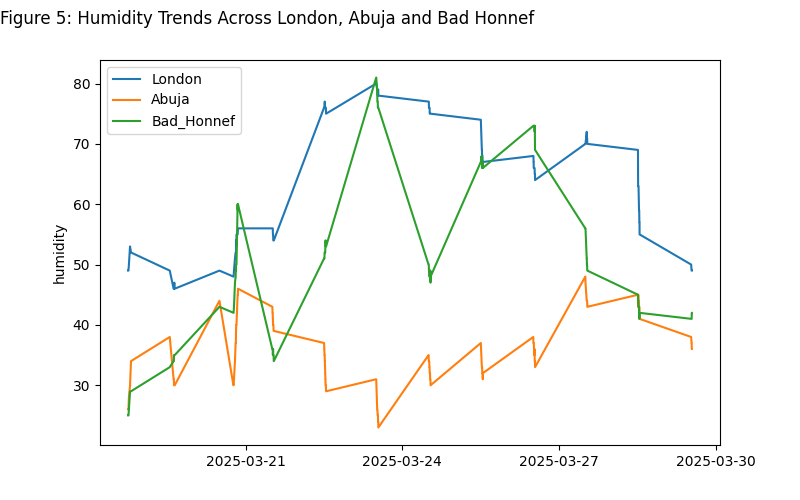 Figure 5: Humidity Trends Across London, Abuja and Bad Honnef
London
Abuja
Bad_Honnef
80
70
60
50
40
30
humidity
2025-03-21
2025-03-24
2025-03-27
2025-03-30